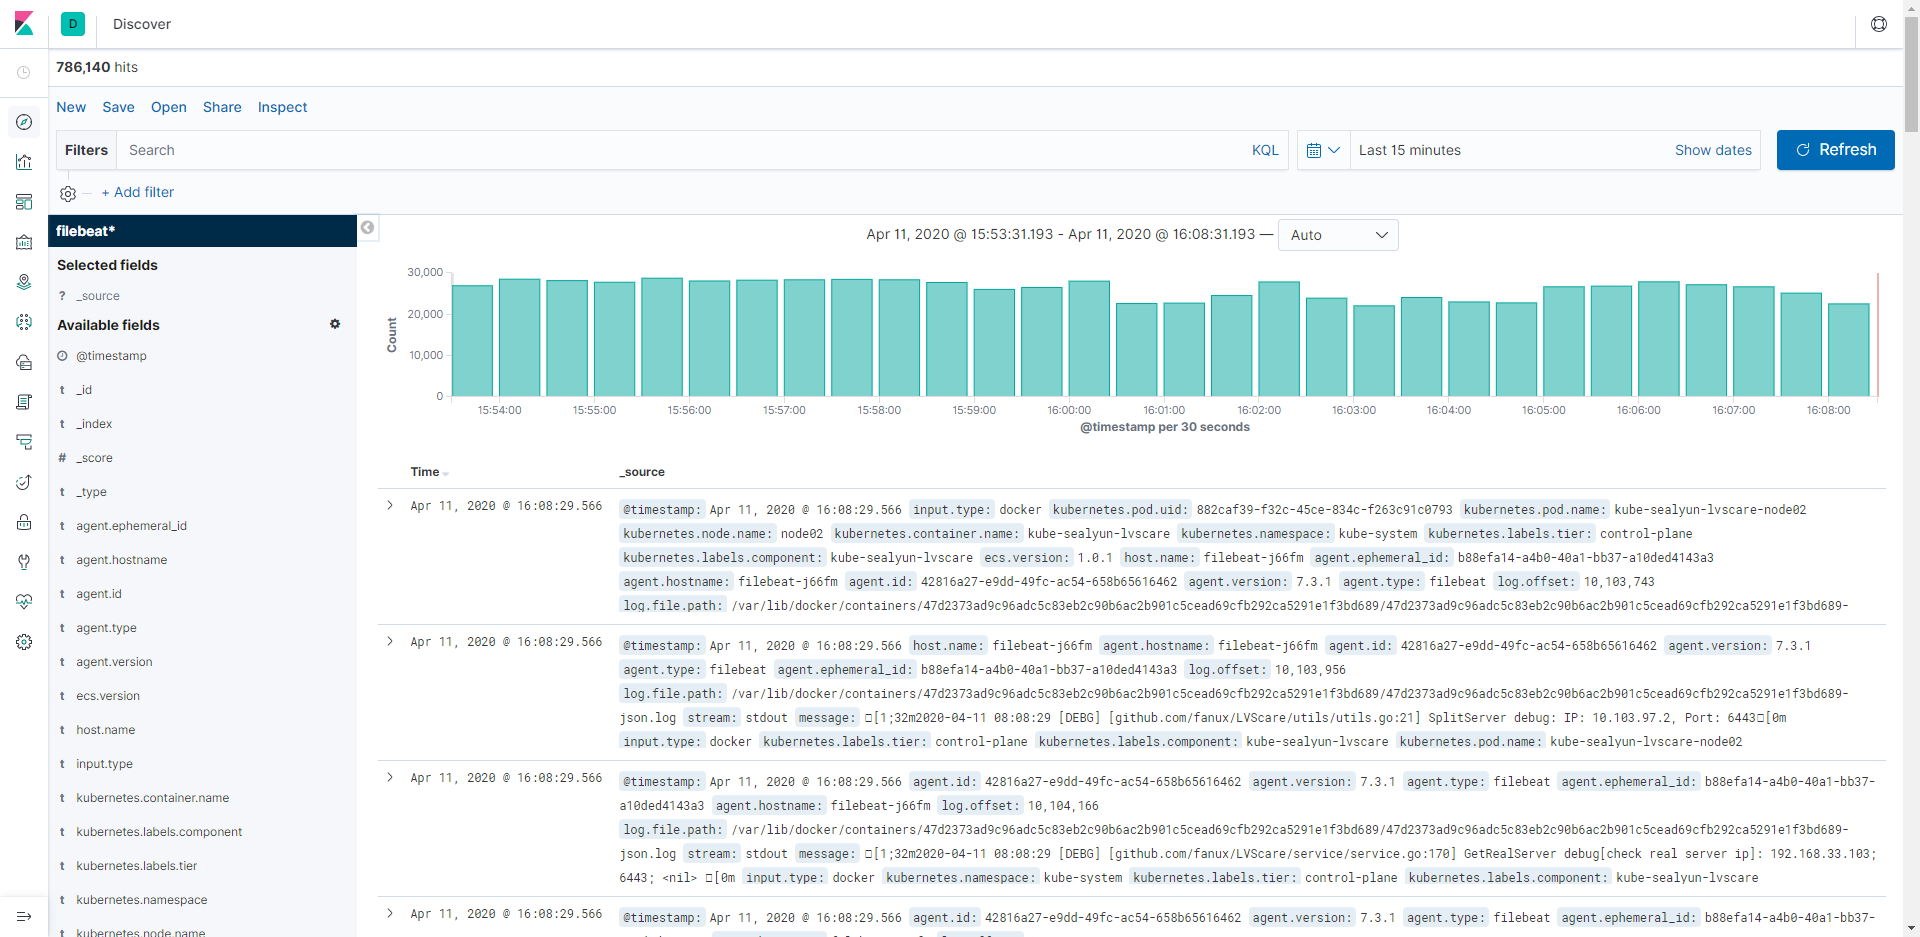 D Discover
786,140 hits
New Save Open Share Inspect
Filters Search KQL Last 15 minutes Show dates Refresh
+ Add filter
filebeat*
Selected fields
? _source
Available fields
@timestamp
t _id
t _index
# _score
t _type
t agent.ephemeral_id
t agent.hostname
t agent.id
t agent.type
t agent.version
t ecs.version
t host.name
t input.type
t kubernetes.container.name
t kubernetes.labels.component
t kubernetes.labels.tier
t kubernetes.namespace
t kubernetes.node.name
Apr 11, 2020 @ 15:53:31.193 - Apr 11, 2020 @ 16:08:31.193 — Auto
Count
30,000
20,000
10,000
0
15:54:00 15:55:00 15:56:00 15:57:00 15:58:00 15:59:00 16:00:00 16:01:00 16:02:00 16:03:00 16:04:00 16:05:00 16:06:00 16:07:00 16:08:00
@timestamp per 30 seconds
Time _source
Apr 11, 2020 @ 16:08:29.566 @timestamp: Apr 11, 2020 @ 16:08:29.566 input.type: docker kubernetes.pod.uid: 882caf39-f32c-45ce-834c-f263c91c0793 kubernetes.pod.name: kube-sealyun-lvscare-node02
kubernetes.node.name: node02 kubernetes.container.name: kube-sealyun-lvscare kubernetes.namespace: kube-system kubernetes.labels.tier: control-plane
kubernetes.labels.component: kube-sealyun-lvscare ecs.version: 1.0.1 host.name: filebeat-j66fm agent.ephemeral_id: b88efa14-a4b0-40a1-bb37-a10ded4143a3
agent.hostname: filebeat-j66fm agent.id: 42816a27-e9dd-49fc-ac54-658b65616462 agent.version: 7.3.1 agent.type: filebeat log.offset: 10,103,743
log.file.path: /var/lib/docker/containers/47d2373ad9c96adc5c83eb2c90b6ac2b901c5cead69cfb292ca5291e1f3bd689/47d2373ad9c96adc5c83eb2c90b6ac2b901c5cead69cfb292ca5291e1f3bd689-
Apr 11, 2020 @ 16:08:29.566 @timestamp: Apr 11, 2020 @ 16:08:29.566 host.name: filebeat-j66fm agent.hostname: filebeat-j66fm agent.id: 42816a27-e9dd-49fc-ac54-658b65616462 agent.version: 7.3.1
agent.type: filebeat agent.ephemeral_id: b88efa14-a4b0-40a1-bb37-a10ded4143a3 log.offset: 10,103,956
log.file.path: /var/lib/docker/containers/47d2373ad9c96adc5c83eb2c90b6ac2b901c5cead69cfb292ca5291e1f3bd689/47d2373ad9c96adc5c83eb2c90b6ac2b901c5cead69cfb292ca5291e1f3bd689-
json.log stream: stdout message: [1;32m2020-04-11 08:08:29 [DEBG] [github.com/fanux/LVScare/utils/utils.go:21] SplitServer debug: IP: 10.103.97.2, Port: 6443[0m
input.type: docker kubernetes.labels.tier: control-plane kubernetes.labels.component: kube-sealyun-lvscare kubernetes.pod.name: kube-sealyun-lvscare-node02
Apr 11, 2020 @ 16:08:29.566 @timestamp: Apr 11, 2020 @ 16:08:29.566 agent.id: 42816a27-e9dd-49fc-ac54-658b65616462 agent.version: 7.3.1 agent.type: filebeat agent.ephemeral_id: b88efa14-a4b0-40a1-bb37-
a10ded4143a3 agent.hostname: filebeat-j66fm log.offset: 10,104,166
log.file.path: /var/lib/docker/containers/47d2373ad9c96adc5c83eb2c90b6ac2b901c5cead69cfb292ca5291e1f3bd689/47d2373ad9c96adc5c83eb2c90b6ac2b901c5cead69cfb292ca5291e1f3bd689-
json.log stream: stdout message: [1;32m2020-04-11 08:08:29 [DEBG] [github.com/fanux/LVScare/service/service.go:170] GetRealServer debug[check real server ip]: 192.168.33.103;
6443; <nil> [0m input.type: docker kubernetes.namespace: kube-system kubernetes.labels.tier: control-plane kubernetes.labels.component: kube-sealyun-lvscare
Apr 11, 2020 @ 16:08:29.566 @timestamp: Apr 11, 2020 @ 16:08:29.566 agent.id: 42816a27-e9dd-49fc-ac54-658b65616462 agent.version: 7.3.1 agent.type: filebeat agent.ephemeral_id: b88efa14-a4b0-40a1-bb37-